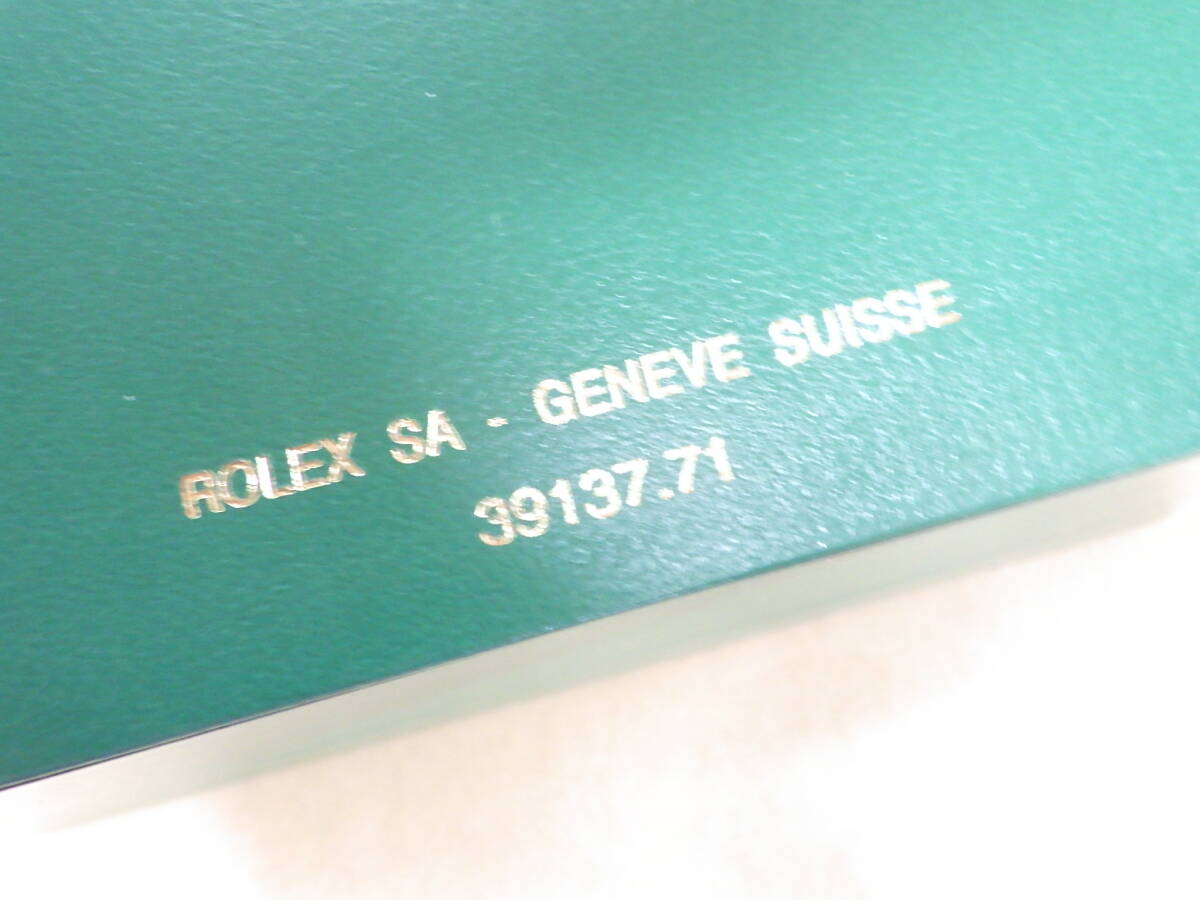 ROLEX SA - GENEVE SUISSE
39137.71